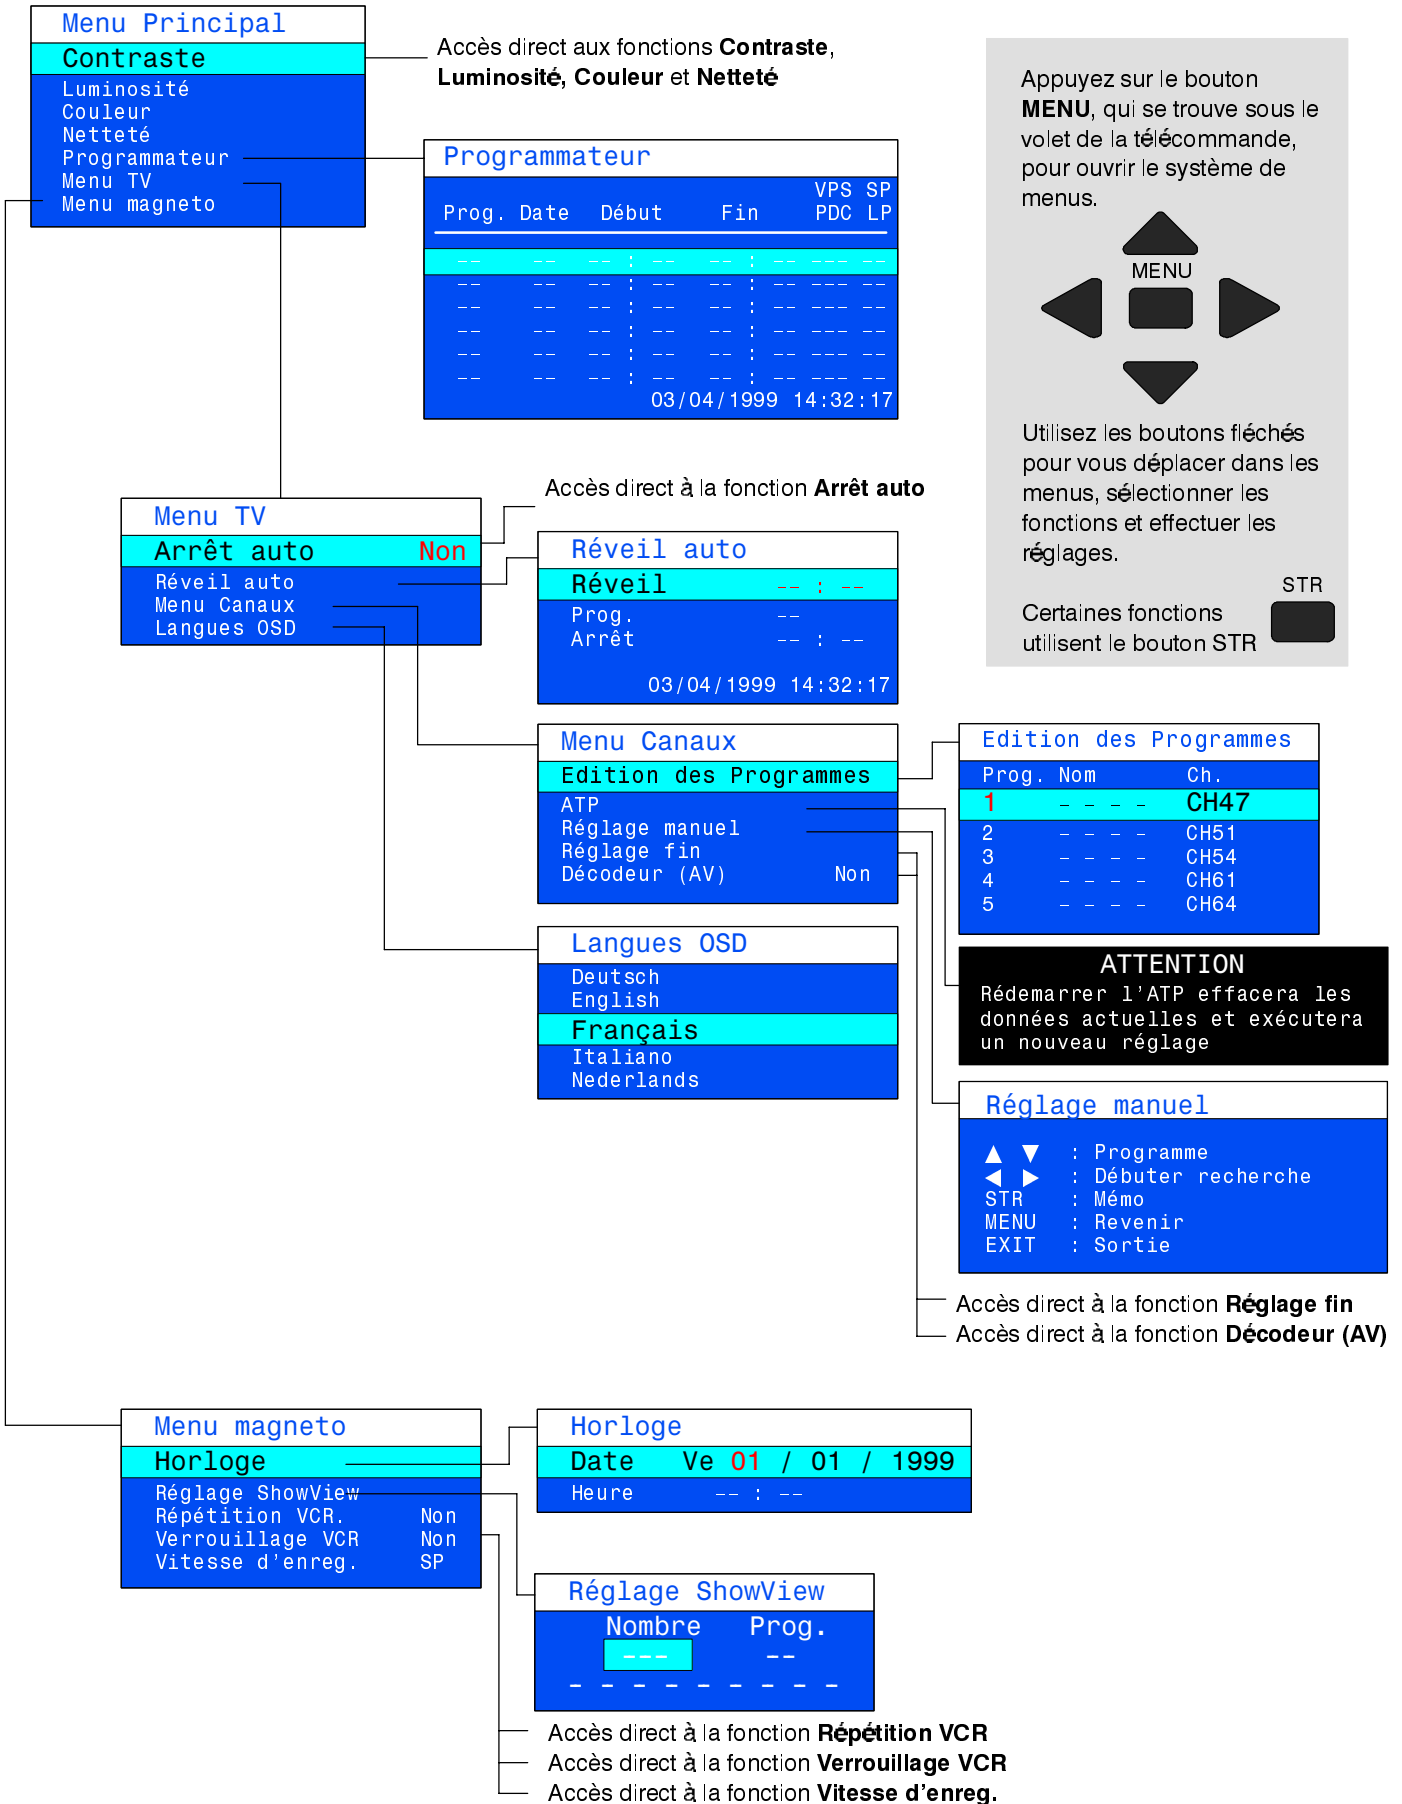 Menu Principal
Contraste
Luminosité
Couleur
Netteté
Programmateur
Menu TV
Menu magneto
Accès direct aux fonctions Contraste,
Luminosité, Couleur et Netteté
Programmateur
VPS SP
Prog. Date Début Fin PDC LP
-- -- -- : -- -- : -- --- --
-- -- -- : -- -- : -- --- --
-- -- -- : -- -- : -- --- --
-- -- -- : -- -- : -- --- --
-- -- -- : -- -- : -- --- --
-- -- -- : -- -- : -- --- --
03/04/1999 14:32:17
Appuyez sur le bouton
MENU, qui se trouve sous le
volet de la télécommande,
pour ouvrir le système de
menus.
MENU
Utilisez les boutons fléchés
pour vous déplacer dans les
menus, sélectionner les
fonctions et effectuer les
réglages.
STR
Certaines fonctions
utilisent le bouton STR
Menu TV
Arrêt auto Non
Réveil auto
Menu Canaux
Langues OSD
Accès direct à la fonction Arrêt auto
Réveil auto
Réveil -- : --
Prog. --
Arrêt -- : --
03/04/1999 14:32:17
Menu Canaux
Edition des Programmes
ATP
Réglage manuel
Réglage fin
Décodeur (AV) Non
Edition des Programmes
Prog. Nom Ch.
1 - - - - CH47
2 - - - - CH51
3 - - - - CH54
4 - - - - CH61
5 - - - - CH64
Langues OSD
Deutsch
English
Français
Italiano
Nederlands
ATTENTION
Rédemarrer l'ATP effacera les
données actuelles et exécutera
un nouveau réglage
Réglage manuel
▲ ▼ : Programme
◀ ▶ : Débuter recherche
STR : Mémo
MENU : Revenir
EXIT : Sortie
Accès direct à la fonction Réglage fin
Accès direct à la fonction Décodeur (AV)
Menu magneto
Horloge
Réglage ShowView
Répétition VCR. Non
Verrouillage VCR Non
Vitesse d'enreg. SP
Horloge
Date Ve 01 / 01 / 1999
Heure -- : --
Réglage ShowView
Nombre Prog.
--- --
- - - - - - - - -
Accès direct à la fonction Répétition VCR
Accès direct à la fonction Verrouillage VCR
Accès direct à la fonction Vitesse d'enreg.